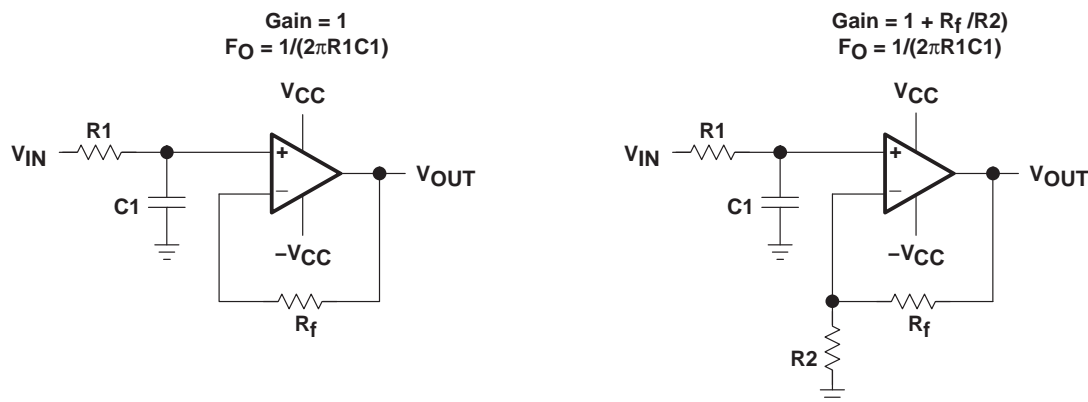 Gain = 1
FO = 1/(2πR1C1)
VCC
R1
VIN
+
–
VOUT
C1
–VCC
Rf
Gain = 1 + Rf /R2)
FO = 1/(2πR1C1)
VCC
R1
VIN
+
–
VOUT
C1
–VCC
Rf
R2